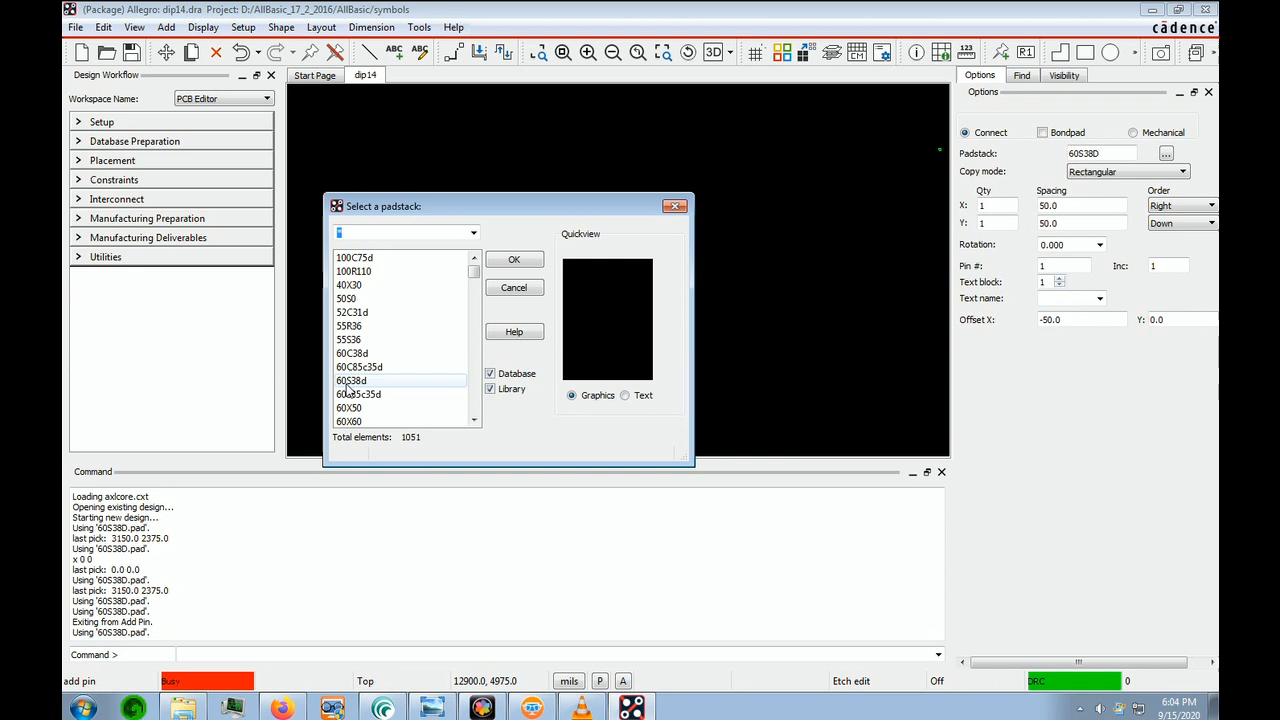 (Package) Allegro: dip14.dra Project: D:/AllBasic_17_2_2016/AllBasic/symbols
File Edit View Add Display Setup Shape Layout Dimension Tools Help
cādence
ABC ABC 3D CM 123 R1
Design Workflow
Start Page dip14
Workspace Name: PCB Editor
Setup
Database Preparation
Placement
Constraints
Interconnect
Manufacturing Preparation
Manufacturing Deliverables
Utilities
Select a padstack:
*
100C75d
100R110
40X30
50S0
52C31d
55R36
55S36
60C38d
60C85c35d
60S38d
60X50
60X60
Total elements: 1051
OK
Cancel
Help
Database
Library
Quickview
Graphics Text
Options Find Visibility
Options
Connect Bondpad Mechanical
Padstack: 60S38D ...
Copy mode: Rectangular
Qty Spacing Order
X: 1 50.0 Right
Y: 1 50.0 Down
Rotation: 0.000
Pin #: 1 Inc: 1
Text block: 1
Text name:
Offset X: -50.0 Y: 0.0
Command
Loading axlcore.cxt
Opening existing design...
Starting new design...
Using '60S38D.pad'.
last pick: 3150.0 2375.0
Using '60S38D.pad'.
x 0 0
last pick: 0.0 0.0
Using '60S38D.pad'.
last pick: 3150.0 2375.0
Using '60S38D.pad'.
Using '60S38D.pad'.
Exiting from Add Pin.
Using '60S38D.pad'.
Command >
add pin Busy Top 12900.0, 4975.0 mils P A Etch edit Off DRC 0
6:04 PM
9/15/2020